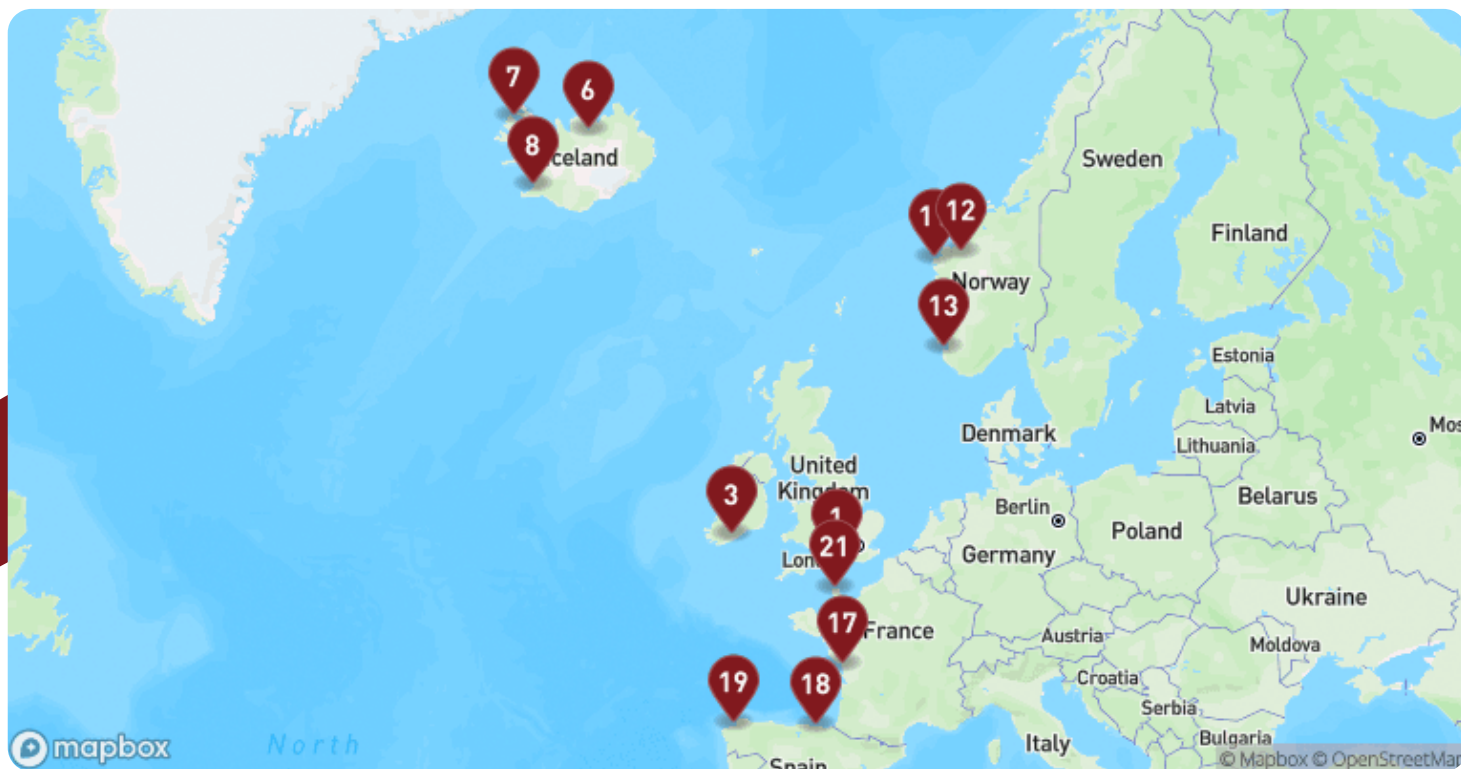 7
6
8
celand
Sweden
1
12
Finland
Norway
13
Estonia
Latvia
Mos
Denmark
Lithuania
United
Kingdom
3
1
21
Lon
Berlin
Belarus
Poland
Germany
Ukraine
17
France
Austria
Moldova
19
18
Croatia
Serbia
Bulgaria
Italy
North
Spain
mapbox
© Mapbox © OpenStreetMap